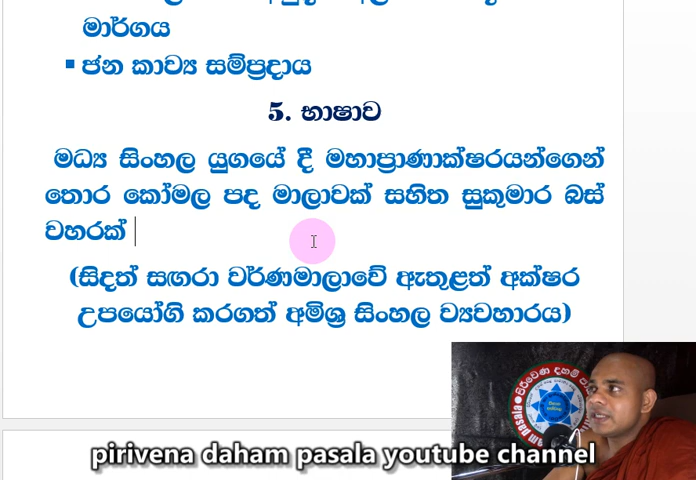 මාර්ගය
▪ ජන කාව්‍ය සම්ප්‍රදාය
5. භාෂාව
මධ්‍ය සිංහල යුගයේ දී මහාප්‍රාණාක්ෂරයන්ගෙන්
තොර කෝමල පද මාලාවක් සහිත සුකුමාර බස්
වහරක්
(සිදත් සඟරා වර්ණමාලාවේ ඇතුළත් අක්ෂර
උපයෝගි කරගත් අමිශ්‍ර සිංහල ව්‍යවහාරය)
pirivena daham pasala youtube channel